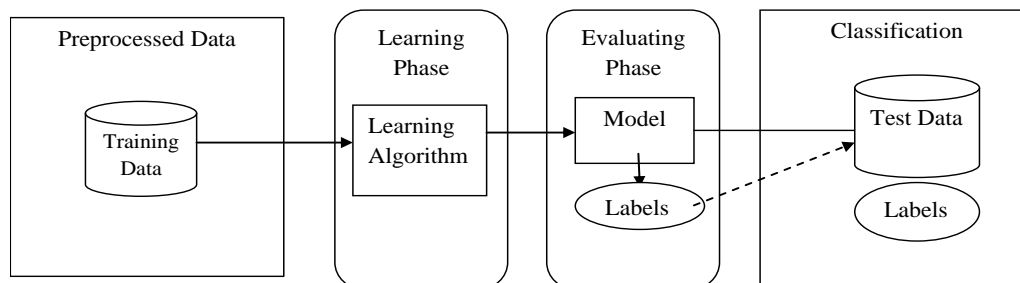 Preprocessed Data
Training
Data
Learning
Phase
Learning
Algorithm
Evaluating
Phase
Model
Labels
Classification
Test Data
Labels